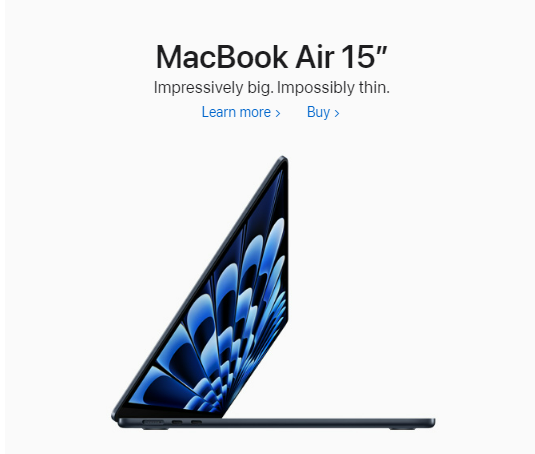 MacBook Air 15”
Impressively big. Impossibly thin.
Learn more > Buy >